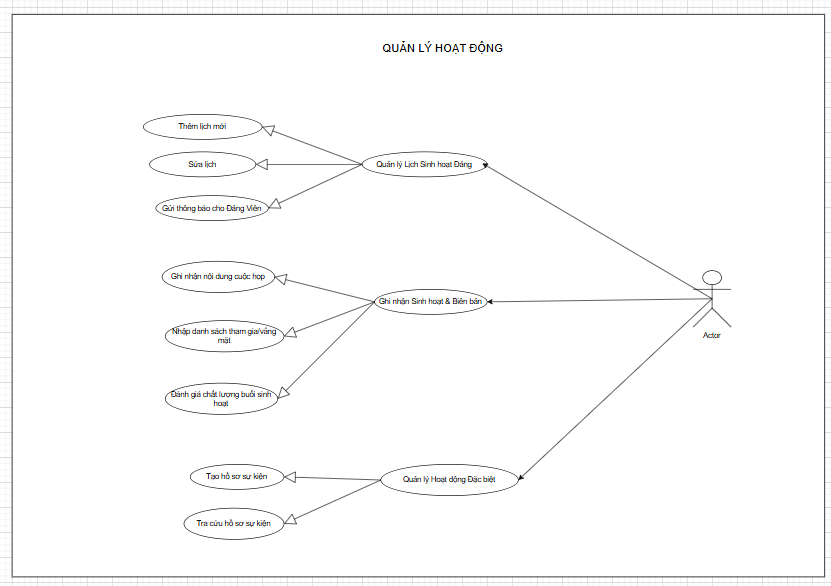 QUẢN LÝ HOẠT ĐỘNG
Thêm lịch mới
Sửa lịch
Quản lý Lịch Sinh hoạt Đảng
Gửi thông báo cho Đảng Viên
Ghi nhận nội dung cuộc họp
Ghi nhận Sinh hoạt & Biên bản
Nhập danh sách tham gia/vắng
mặt
Actor
Đánh giá chất lượng buổi sinh
hoạt
Tạo hồ sơ sự kiện
Quản lý Hoạt động Đặc biệt
Tra cứu hồ sơ sự kiện